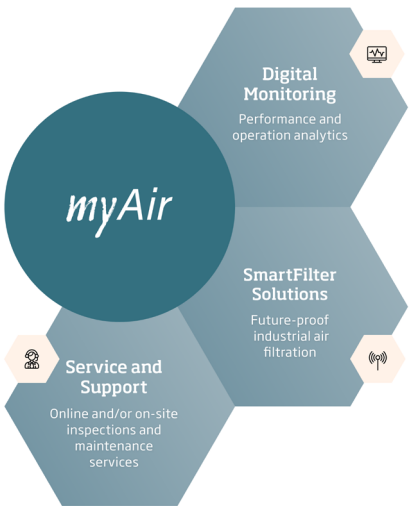 Digital
Monitoring
Performance and
operation analytics
myAir
SmartFilter
Solutions
Future-proof
industrial air
filtration
Service and
Support
Online and/or on-site
inspections and
maintenance
services